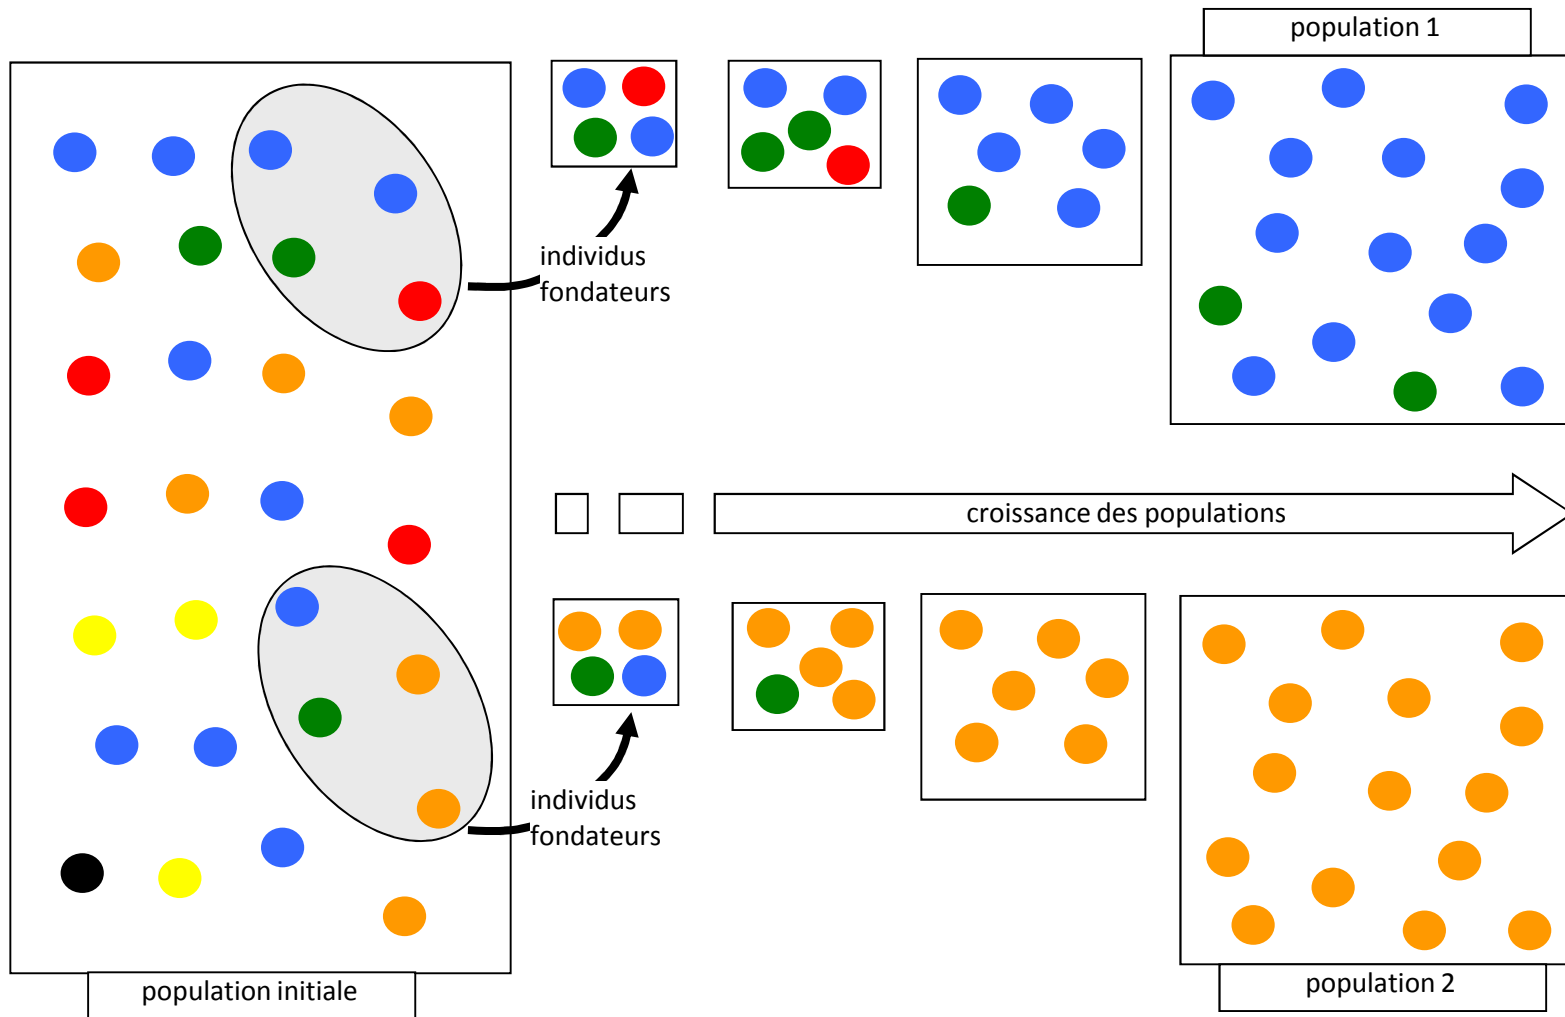 population 1
individus
fondateurs
croissance des populations
individus
fondateurs
population initiale
population 2